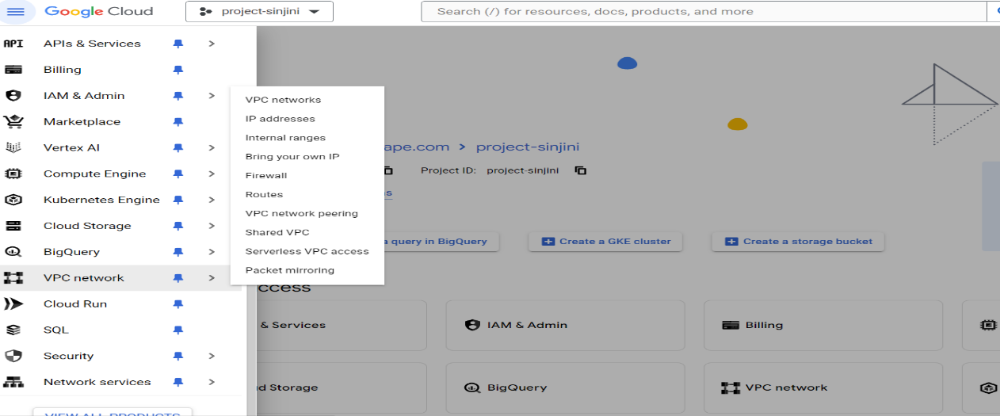 Google Cloud
project-sinjini
Search (/) for resources, docs, products, and more
API APIs & Services
Billing
IAM & Admin
Marketplace
Vertex AI
Compute Engine
Kubernetes Engine
Cloud Storage
BigQuery
VPC network
Cloud Run
SQL
Security
Network services
VIEW ALL PRODUCTS
VPC networks
IP addresses
Internal ranges
Bring your own IP
Firewall
Routes
VPC network peering
Shared VPC
Serverless VPC access
Packet mirroring
ape.com > project-sinjini
Project ID: project-sinjini
ns
a query in BigQuery
Create a GKE cluster
Create a storage bucket
ccess
& Services
IAM & Admin
Billing
d Storage
BigQuery
VPC network